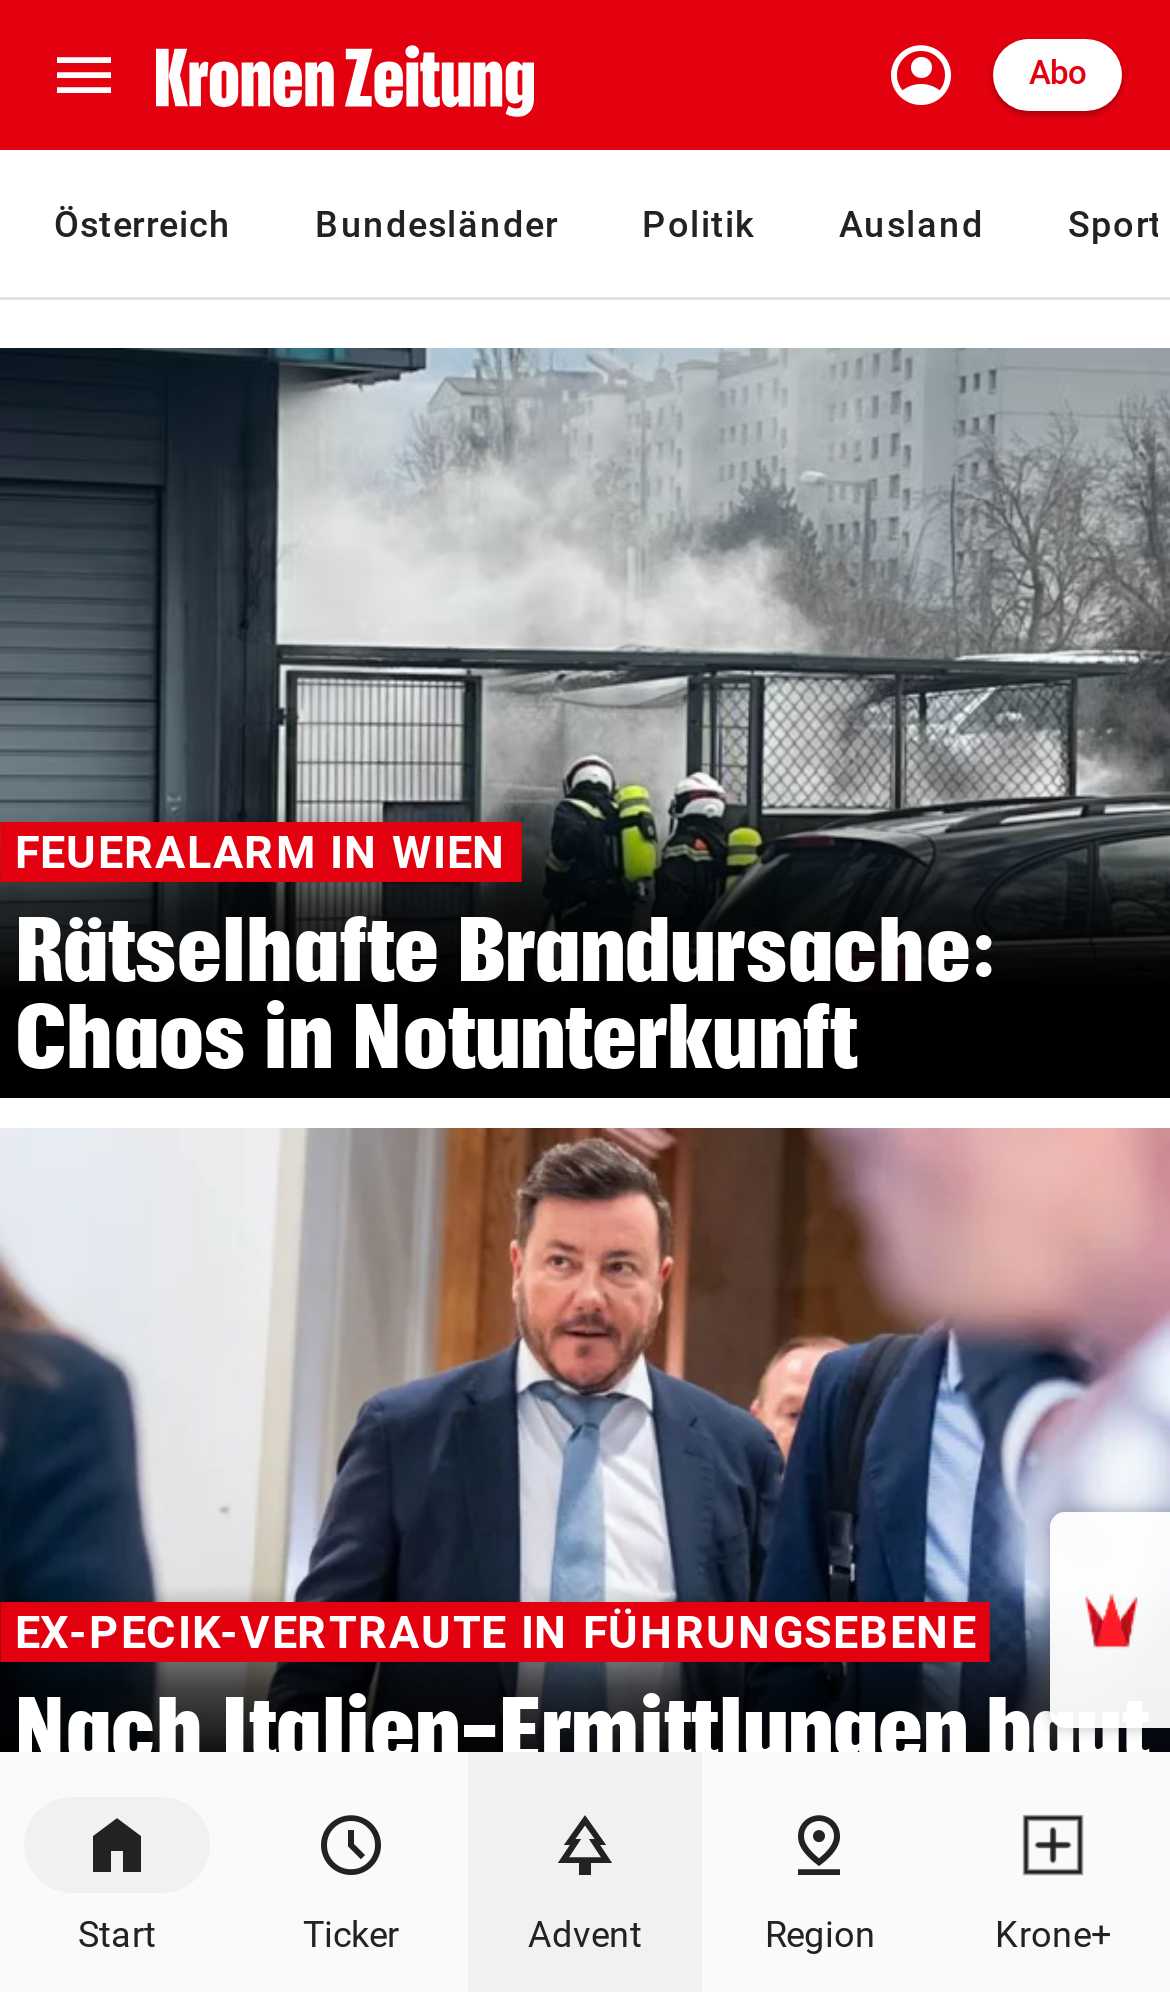 Kronen Zeitung
Abo
Österreich Bundesländer Politik Ausland Sport
FEUERALARM IN WIEN
Rätselhafte Brandursache:
Chaos in Notunterkunft
EX-PECIK-VERTRAUTE IN FÜHRUNGSEBENE
Nach Italien-Ermittlungen baut
Start Ticker Advent Region Krone+